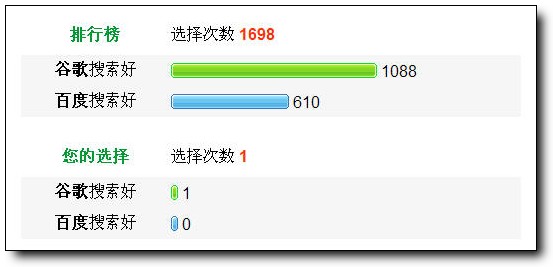 排行榜 选择次数 1698
谷歌搜索好 1088
百度搜索好 610
您的选择 选择次数 1
谷歌搜索好 1
百度搜索好 0